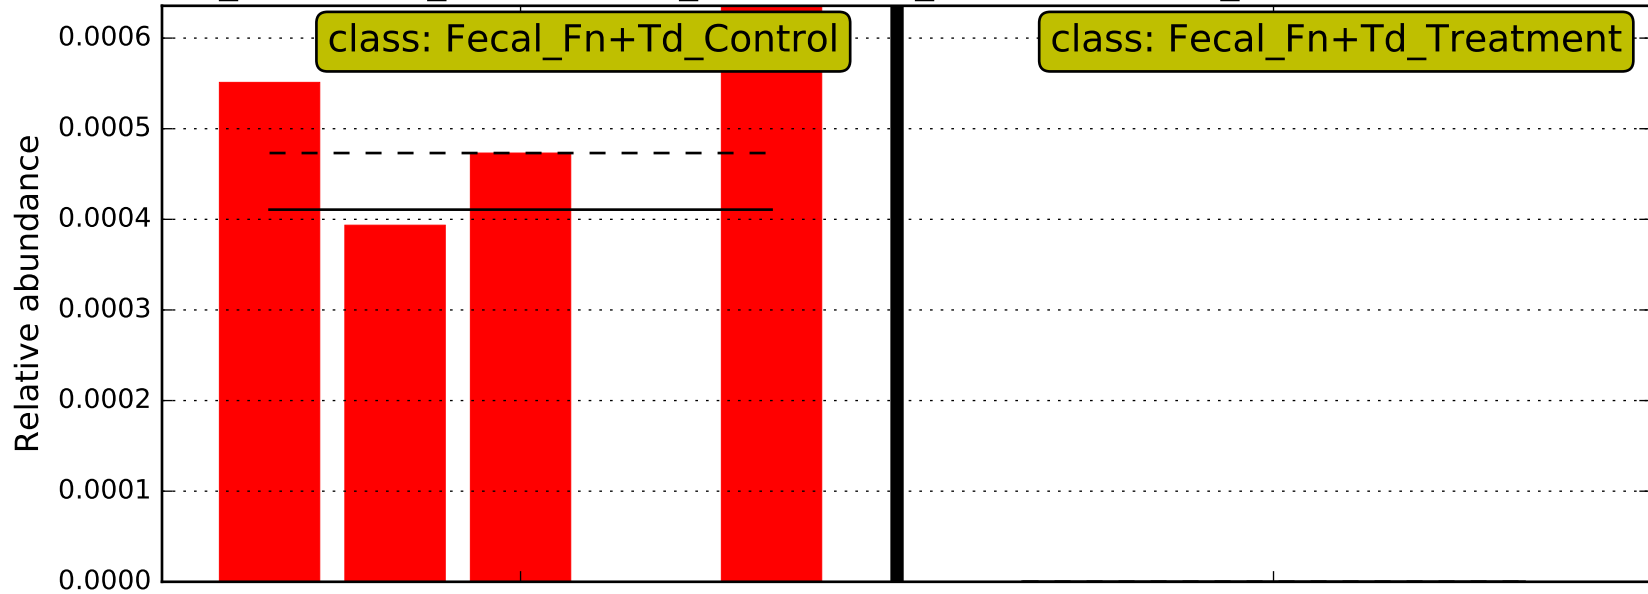 class: Fecal_Fn+Td_Control
class: Fecal_Fn+Td_Treatment
Relative abundance
0.0006
0.0005
0.0004
0.0003
0.0002
0.0001
0.0000